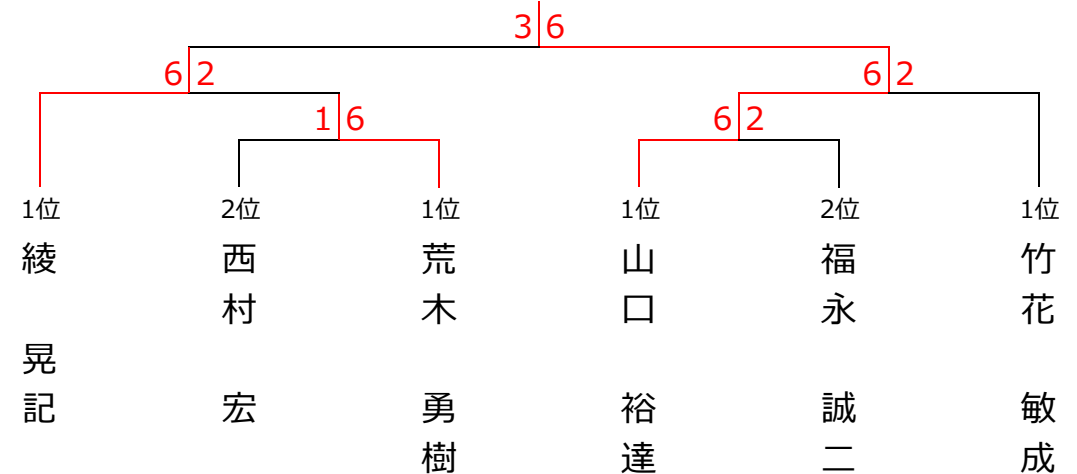 3 6
6 2
6 2
1 6
6 2
1位
2位
1位
1位
2位
1位
綾 晃記
西村 宏
荒木 勇樹
山口 裕達
福永 誠二
竹花 敏成